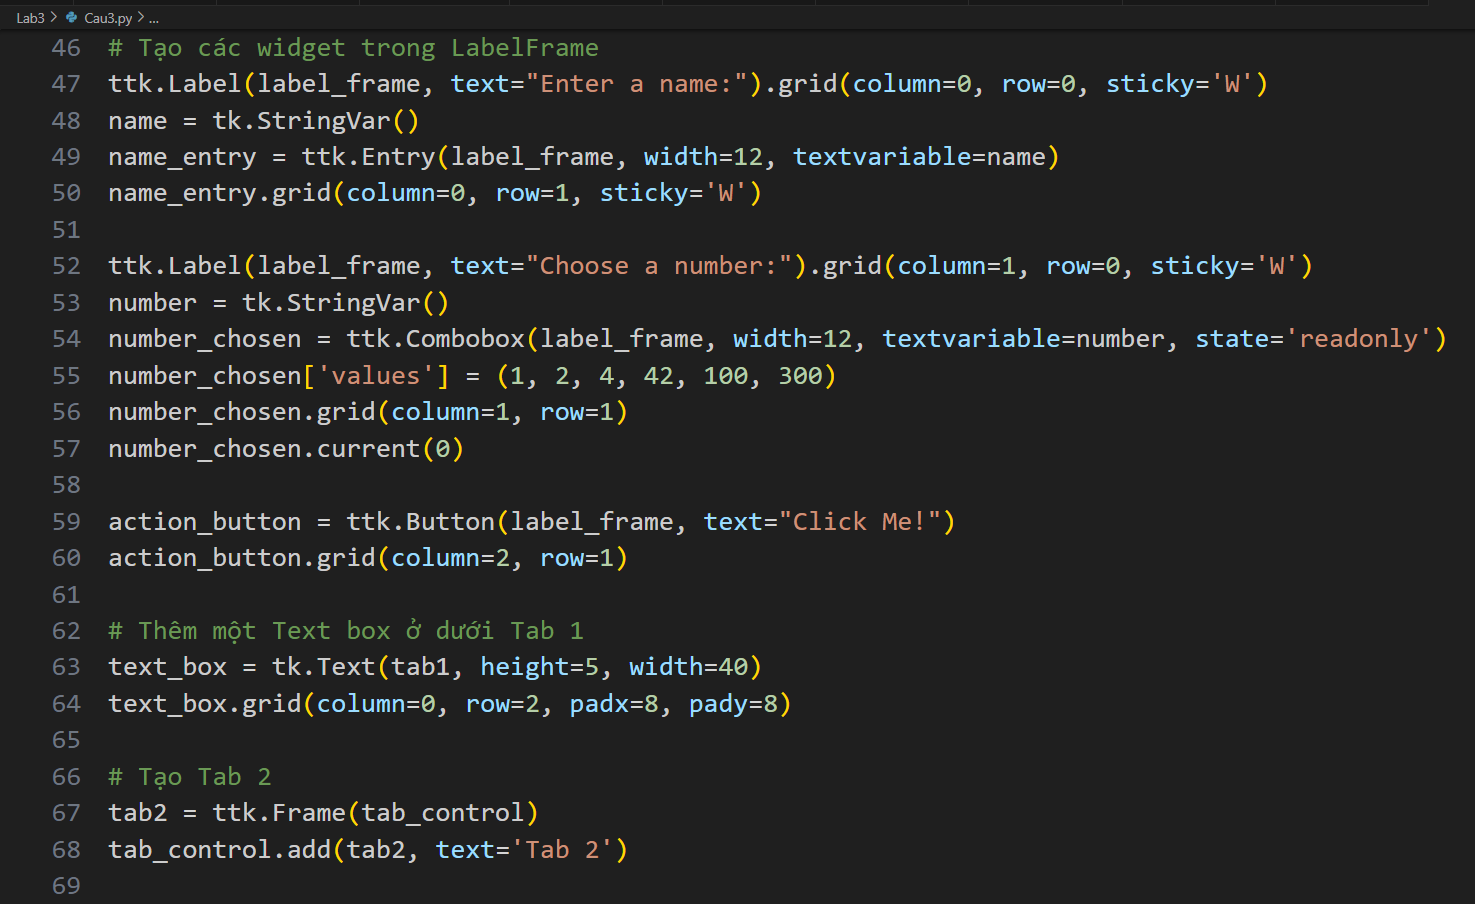 Lab3 > Cau3.py > ...
46 # Tạo các widget trong LabelFrame
47 ttk.Label(label_frame, text="Enter a name:").grid(column=0, row=0, sticky='W')
48 name = tk.StringVar()
49 name_entry = ttk.Entry(label_frame, width=12, textvariable=name)
50 name_entry.grid(column=0, row=1, sticky='W')
51
52 ttk.Label(label_frame, text="Choose a number:").grid(column=1, row=0, sticky='W')
53 number = tk.StringVar()
54 number_chosen = ttk.Combobox(label_frame, width=12, textvariable=number, state='readonly')
55 number_chosen['values'] = (1, 2, 4, 42, 100, 300)
56 number_chosen.grid(column=1, row=1)
57 number_chosen.current(0)
58
59 action_button = ttk.Button(label_frame, text="Click Me!")
60 action_button.grid(column=2, row=1)
61
62 # Thêm một Text box ở dưới Tab 1
63 text_box = tk.Text(tab1, height=5, width=40)
64 text_box.grid(column=0, row=2, padx=8, pady=8)
65
66 # Tạo Tab 2
67 tab2 = ttk.Frame(tab_control)
68 tab_control.add(tab2, text='Tab 2')
69